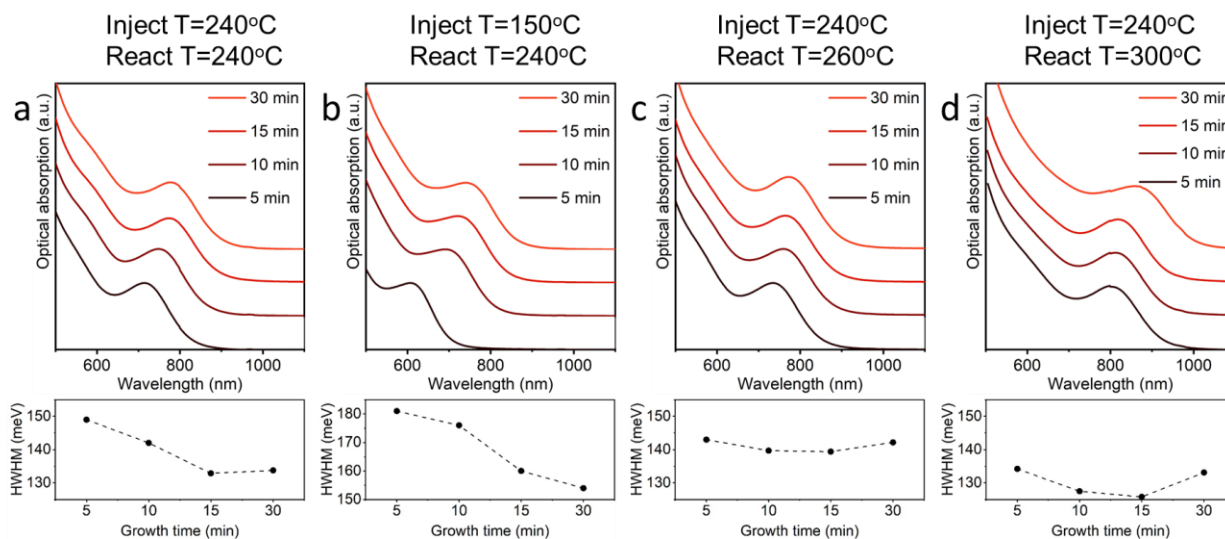 Inject T=240°C
React T=240°C
Inject T=150°C
React T=240°C
Inject T=240°C
React T=260°C
Inject T=240°C
React T=300°C
a
Optical absorption (a.u.)
30 min
15 min
10 min
5 min
600 800 1000
Wavelength (nm)
b
Optical absorption (a.u.)
30 min
15 min
10 min
5 min
600 800 1000
Wavelength (nm)
c
Optical absorption (a.u.)
30 min
15 min
10 min
5 min
600 800 1000
Wavelength (nm)
d
Optical absorption (a.u.)
30 min
15 min
10 min
5 min
600 800 1000
Wavelength (nm)
HWHM (meV)
150
140
130
5 10 15 30
Growth time (min)
HWHM (meV)
180
170
160
150
5 10 15 30
Growth time (min)
HWHM (meV)
150
140
130
5 10 15 30
Growth time (min)
HWHM (meV)
150
140
130
5 10 15 30
Growth time (min)